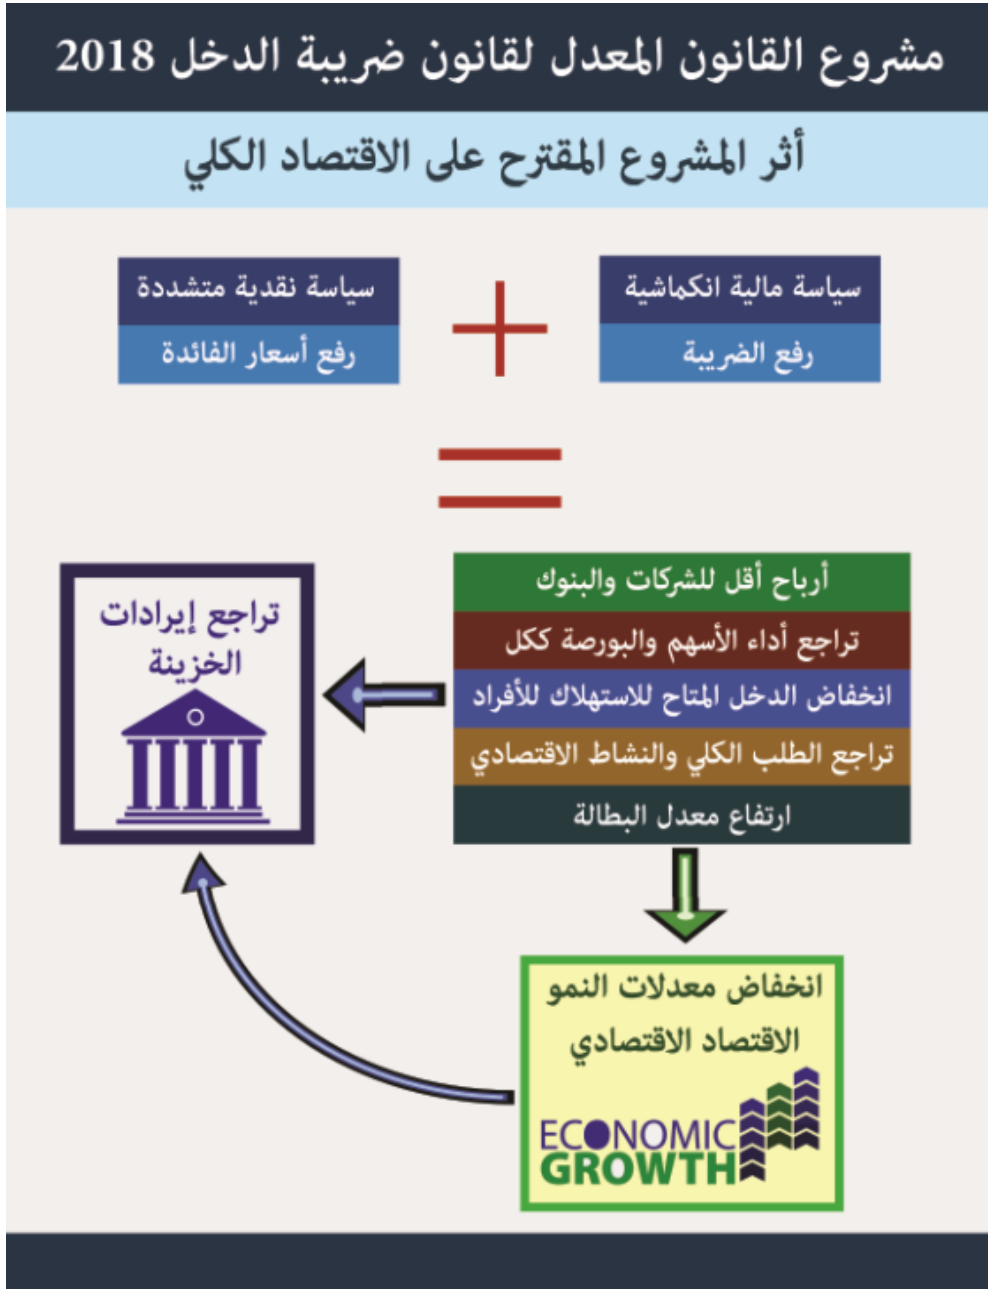 مشروع القانون المعدل لقانون ضريبة الدخل 2018
أثر المشروع المقترح على الاقتصاد الكلي
سياسة مالية انكماشية
رفع الضريبة
+
سياسة نقدية متشددة
رفع أسعار الفائدة
=
أرباح أقل للشركات والبنوك
تراجع أداء الأسهم والبورصة ككل
انخفاض الدخل المتاح للاستهلاك للأفراد
تراجع الطلب الكلي والنشاط الاقتصادي
ارتفاع معدل البطالة
تراجع إيرادات
الخزينة
انخفاض معدلات النمو
الاقتصاد الاقتصادي
ECONOMIC
GROWTH